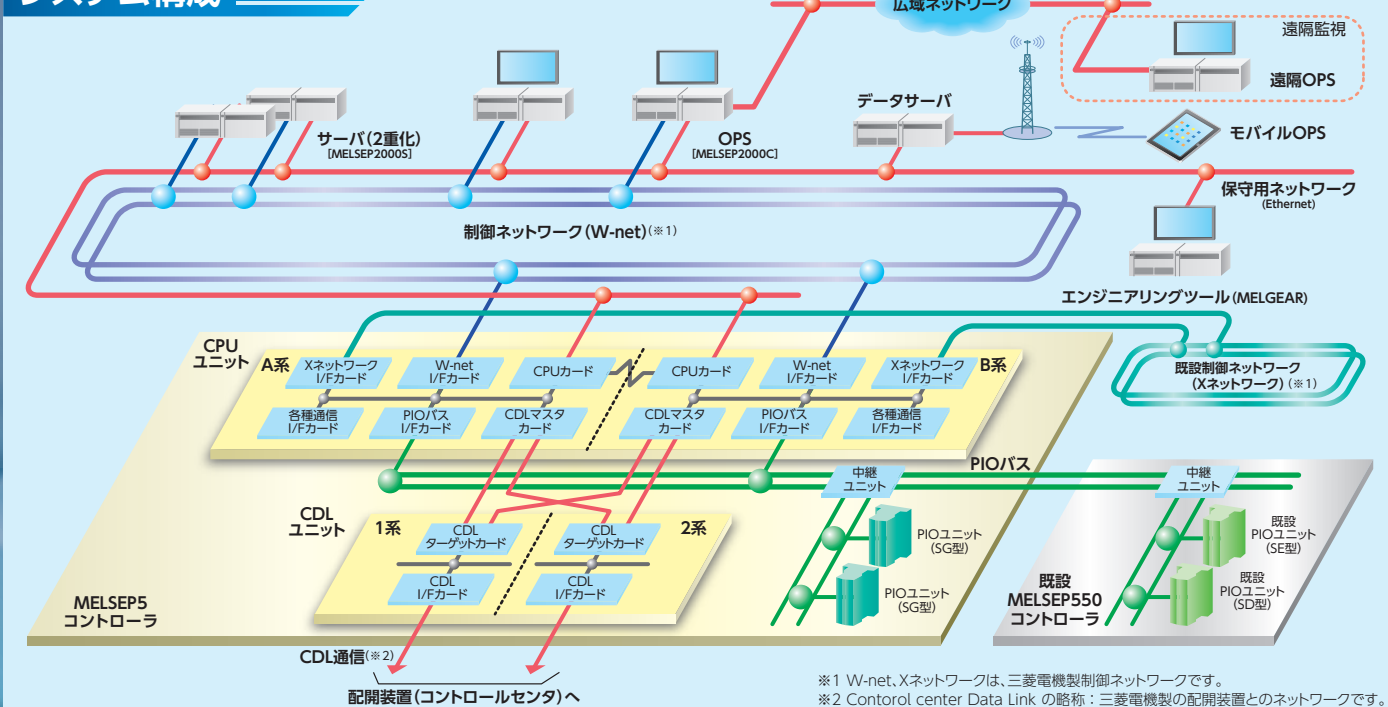 システム構成
広域ネットワーク
遠隔監視
遠隔OPS
データサーバ
モバイルOPS
サーバ(2重化)
[MELSEP2000S]
OPS
[MELSEP2000C]
保守用ネットワーク
(Ethernet)
制御ネットワーク(W-net)(※1)
エンジニアリングツール(MELGEAR)
CPU
ユニット
A系
Xネットワーク
I/Fカード
W-net
I/Fカード
CPUカード
CPUカード
W-net
I/Fカード
Xネットワーク
I/Fカード
B系
既設制御ネットワーク
(Xネットワーク)(※1)
各種通信
I/Fカード
PIOバス
I/Fカード
CDLマスタ
カード
CDLマスタ
カード
PIOバス
I/Fカード
各種通信
I/Fカード
PIOバス
中継
ユニット
中継
ユニット
CDL
ユニット
1系
CDL
ターゲットカード
CDL
ターゲットカード
2系
PIOユニット
(SG型)
既設
PIOユニット
(SE型)
CDL
I/Fカード
CDL
I/Fカード
PIOユニット
(SG型)
既設
PIOユニット
(SD型)
MELSEP5
コントローラ
既設
MELSEP550
コントローラ
CDL通信(※2)
配開装置(コントロールセンタ)へ
※1 W-net、Xネットワークは、三菱電機製制御ネットワークです。
※2 Contorol center Data Link の略称:三菱電機製の配開装置とのネットワークです。